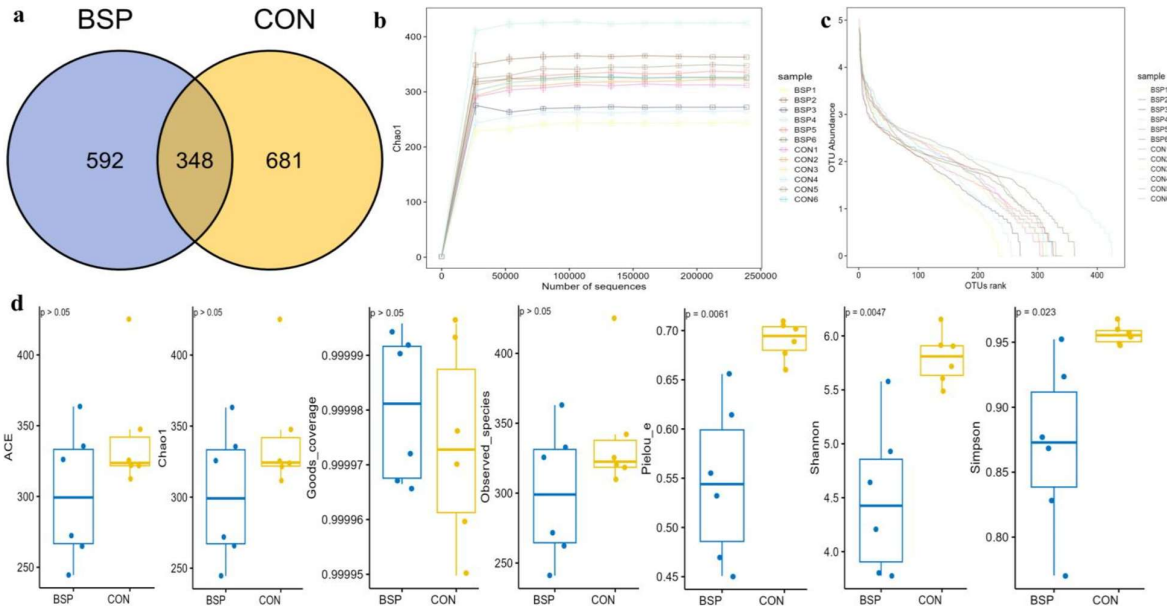 a
BSP
CON
592
348
681
b
Chao1
400
300
200
100
0
0
50000
100000
150000
200000
250000
Number of sequences
sample
BSP1
BSP2
BSP3
BSP4
BSP5
BSP6
CON1
CON2
CON3
CON4
CON5
CON6
c
OTU Abundance
5
4
3
2
1
0
0
100
200
300
400
OTUs rank
sample
BSP1
BSP2
BSP3
BSP4
BSP5
d
p > 0.05
ACE
400
350
300
250
BSP CON
p > 0.05
Chao1
400
350
300
250
BSP CON
p > 0.05
Goods_coverage
0.99999
0.99998
0.99997
0.99996
0.99995
BSP CON
p > 0.05
Observed_species
400
350
300
250
BSP CON
p = 0.0061
Pielou_e
0.70
0.65
0.60
0.55
0.50
0.45
BSP CON
p = 0.0047
Shannon
6.0
5.5
5.0
4.5
4.0
BSP CON
p = 0.023
Simpson
0.95
0.90
0.85
0.80
BSP CON